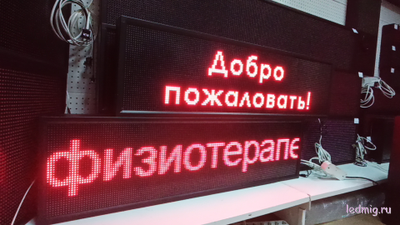 Добро
пожаловать!
физиотерапе
ledmig.ru